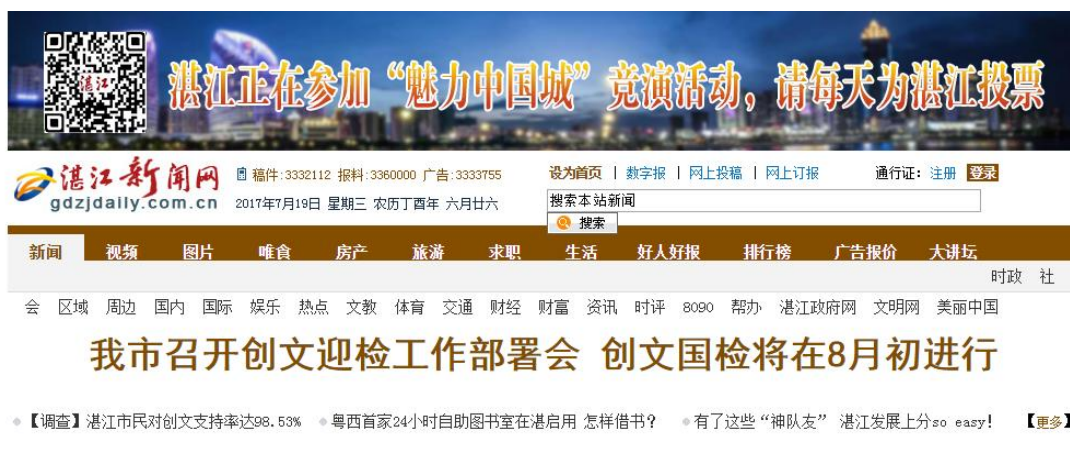 湛江正在参加“魅力中国城”竞演活动，请每天为湛江投票
湛江
湛江新闻网
gdzjdaily.com.cn
稿件:3332112 报料:3360000 广告:3333755
2017年7月19日 星期三 农历丁酉年 六月廿六
设为首页 | 数字报 | 网上投稿 | 网上订报
通行证: 注册 登录
搜索本站新闻
搜索
新闻 视频 图片 唯食 房产 旅游 求职 生活 好人好报 排行榜 广告报价 大讲坛
时政 社
会 区域 周边 国内 国际 娱乐 热点 文教 体育 交通 财经 财富 资讯 时评 8090 帮办 湛江政府网 文明网 美丽中国
我市召开创文迎检工作部署会 创文国检将在8月初进行
【调查】湛江市民对创文支持率达98.53% 粤西首家24小时自助图书室在湛启用 怎样借书? 有了这些“神队友” 湛江发展上分so easy! 【更多】